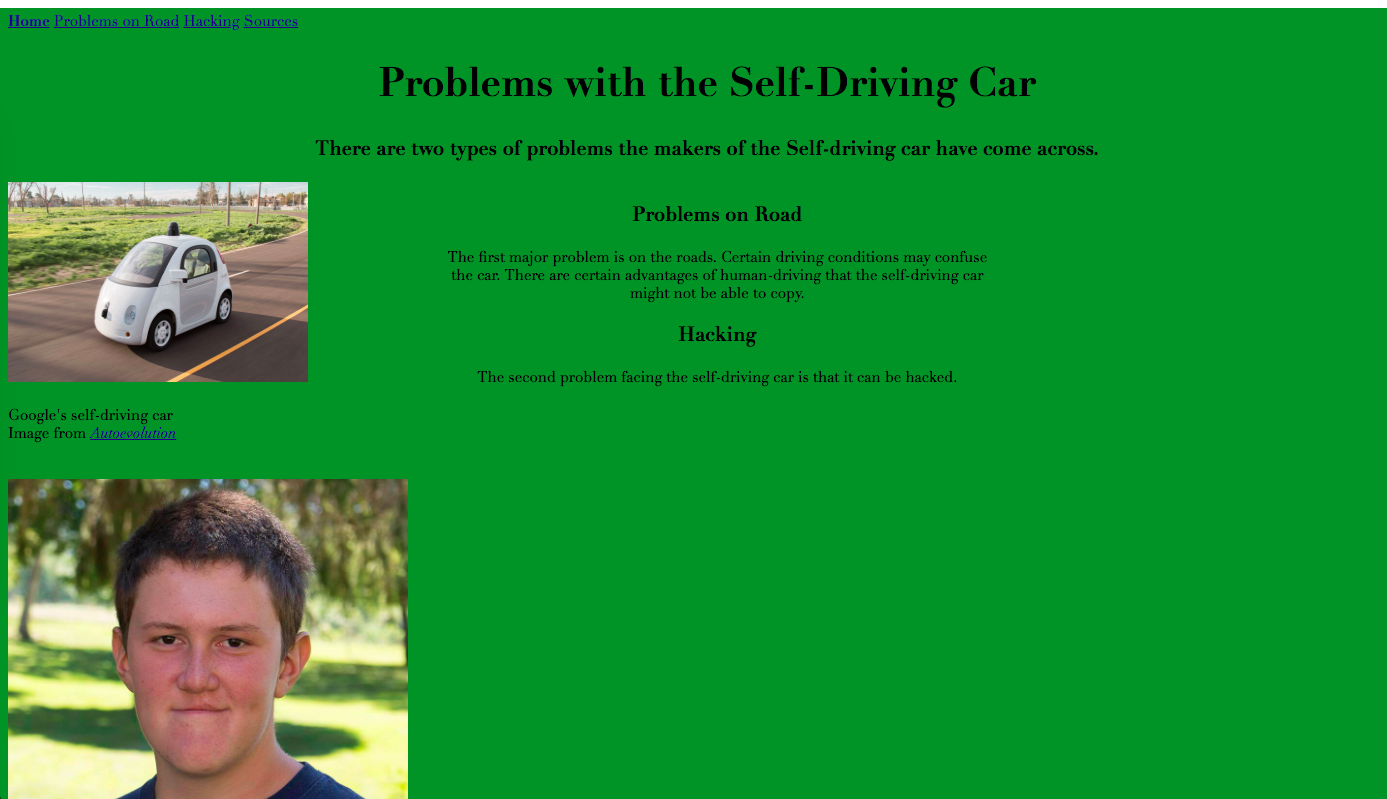 Home Problems on Road Hacking Sources
Problems with the Self-Driving Car
There are two types of problems the makers of the Self-driving car have come across.
Problems on Road
The first major problem is on the roads. Certain driving conditions may confuse
the car. There are certain advantages of human-driving that the self-driving car
might not be able to copy.
Hacking
The second problem facing the self-driving car is that it can be hacked.
Google's self-driving car
Image from Autoevolution